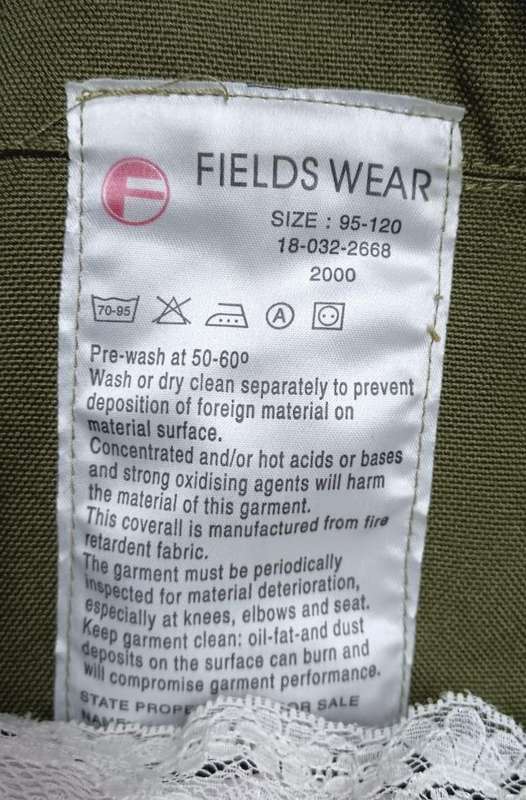 F
FIELDS WEAR
SIZE : 95-120
18-032-2668
2000
70-95
A
Pre-wash at 50-60º
Wash or dry clean separately to prevent
deposition of foreign material on
material surface.
Concentrated and/or hot acids or bases
and strong oxidising agents will harm
the material of this garment.
This coverall is manufactured from fire
retardent fabric.
The garment must be periodically
inspected for material deterioration,
especially at knees, elbows and seat.
Keep garment clean: oil-fat-and dust
deposits on the surface can burn and
will compromise garment performance.
STATE SALE